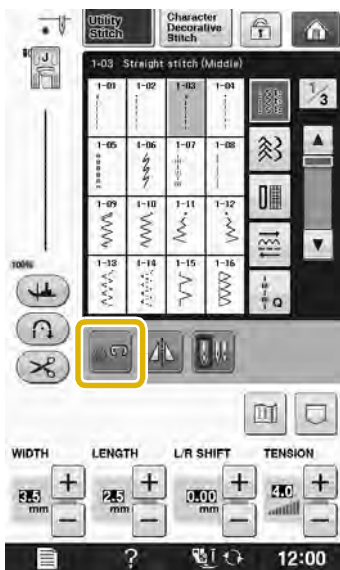 Utility Stitch
Character Decorative Stitch
J
1-03 Straight stitch (Middle)
1-01 1-02 1-03 1-04
1/3
1-05 1-06 1-07 1-08
1-09 1-10 1-11 1-12
1-13 1-14 1-15 1-16
Q
100%
WIDTH LENGTH L/R SHIFT TENSION
3.5 mm + − 2.5 mm + − 0.00 mm + − 4.0 + −
? 12:00